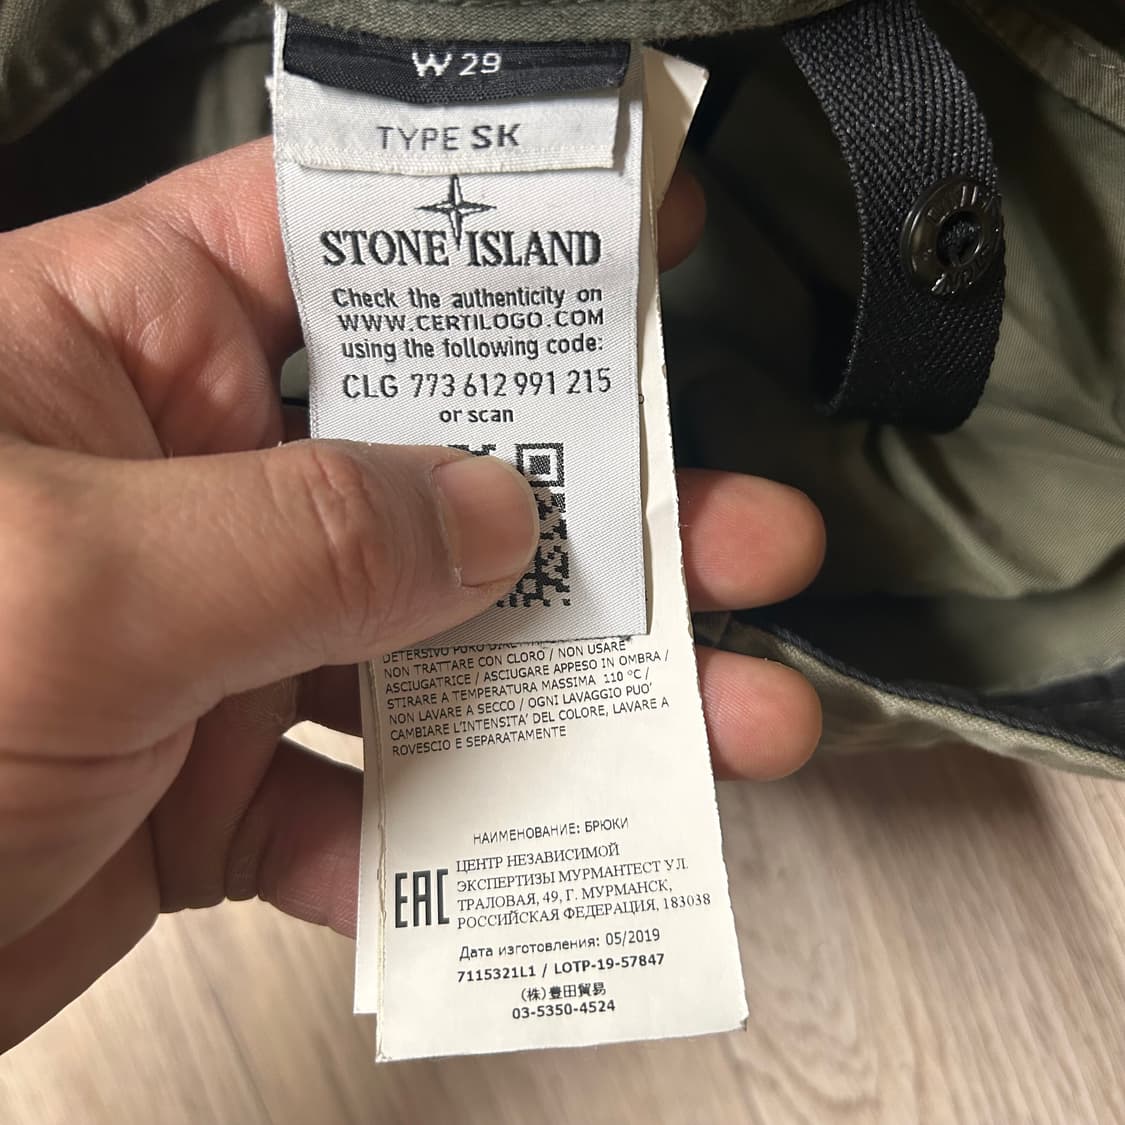 W 29
TYPE SK
STONE ISLAND
Check the authenticity on
WWW.CERTILOGO.COM
using the following code:
CLG 773 612 991 215
or scan
DETERSIVO
NON TRATTARE CON CLORO / NON USARE
ASCIUGATRICE / ASCIUGARE APPESO IN OMBRA /
STIRARE A TEMPERATURA MASSIMA 110 °C /
NON LAVARE A SECCO / OGNI LAVAGGIO PUO'
CAMBIARE L'INTENSITA' DEL COLORE, LAVARE A
ROVESCIO E SEPARATAMENTE
НАИМЕНОВАНИЕ: БРЮКИ
EAC
ЦЕНТР НЕЗАВИСИМОЙ
ЭКСПЕРТИЗЫ МУРМАНТЕСТ УЛ.
ТРАЛОВАЯ, 49, Г. МУРМАНСК,
РОССИЙСКАЯ ФЕДЕРАЦИЯ, 183038
Дата изготовления: 05/2019
7115321L1 / LOTP-19-57847
(株)豊田貿易
03-5350-4524